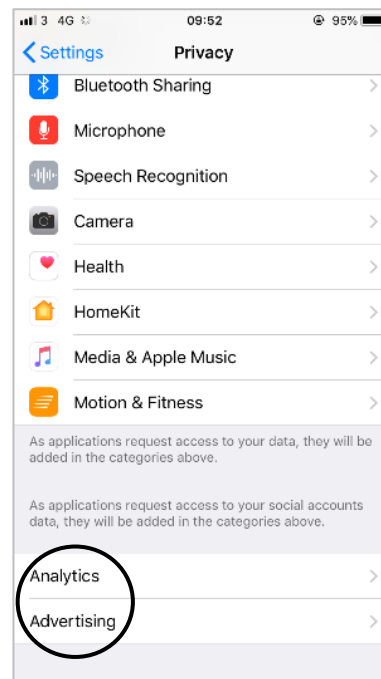 3 4G 09:52 95%
Settings Privacy
Bluetooth Sharing
Microphone
Speech Recognition
Camera
Health
HomeKit
Media & Apple Music
Motion & Fitness
As applications request access to your data, they will be
added in the categories above.
As applications request access to your social accounts
data, they will be added in the categories above.
Analytics
Advertising